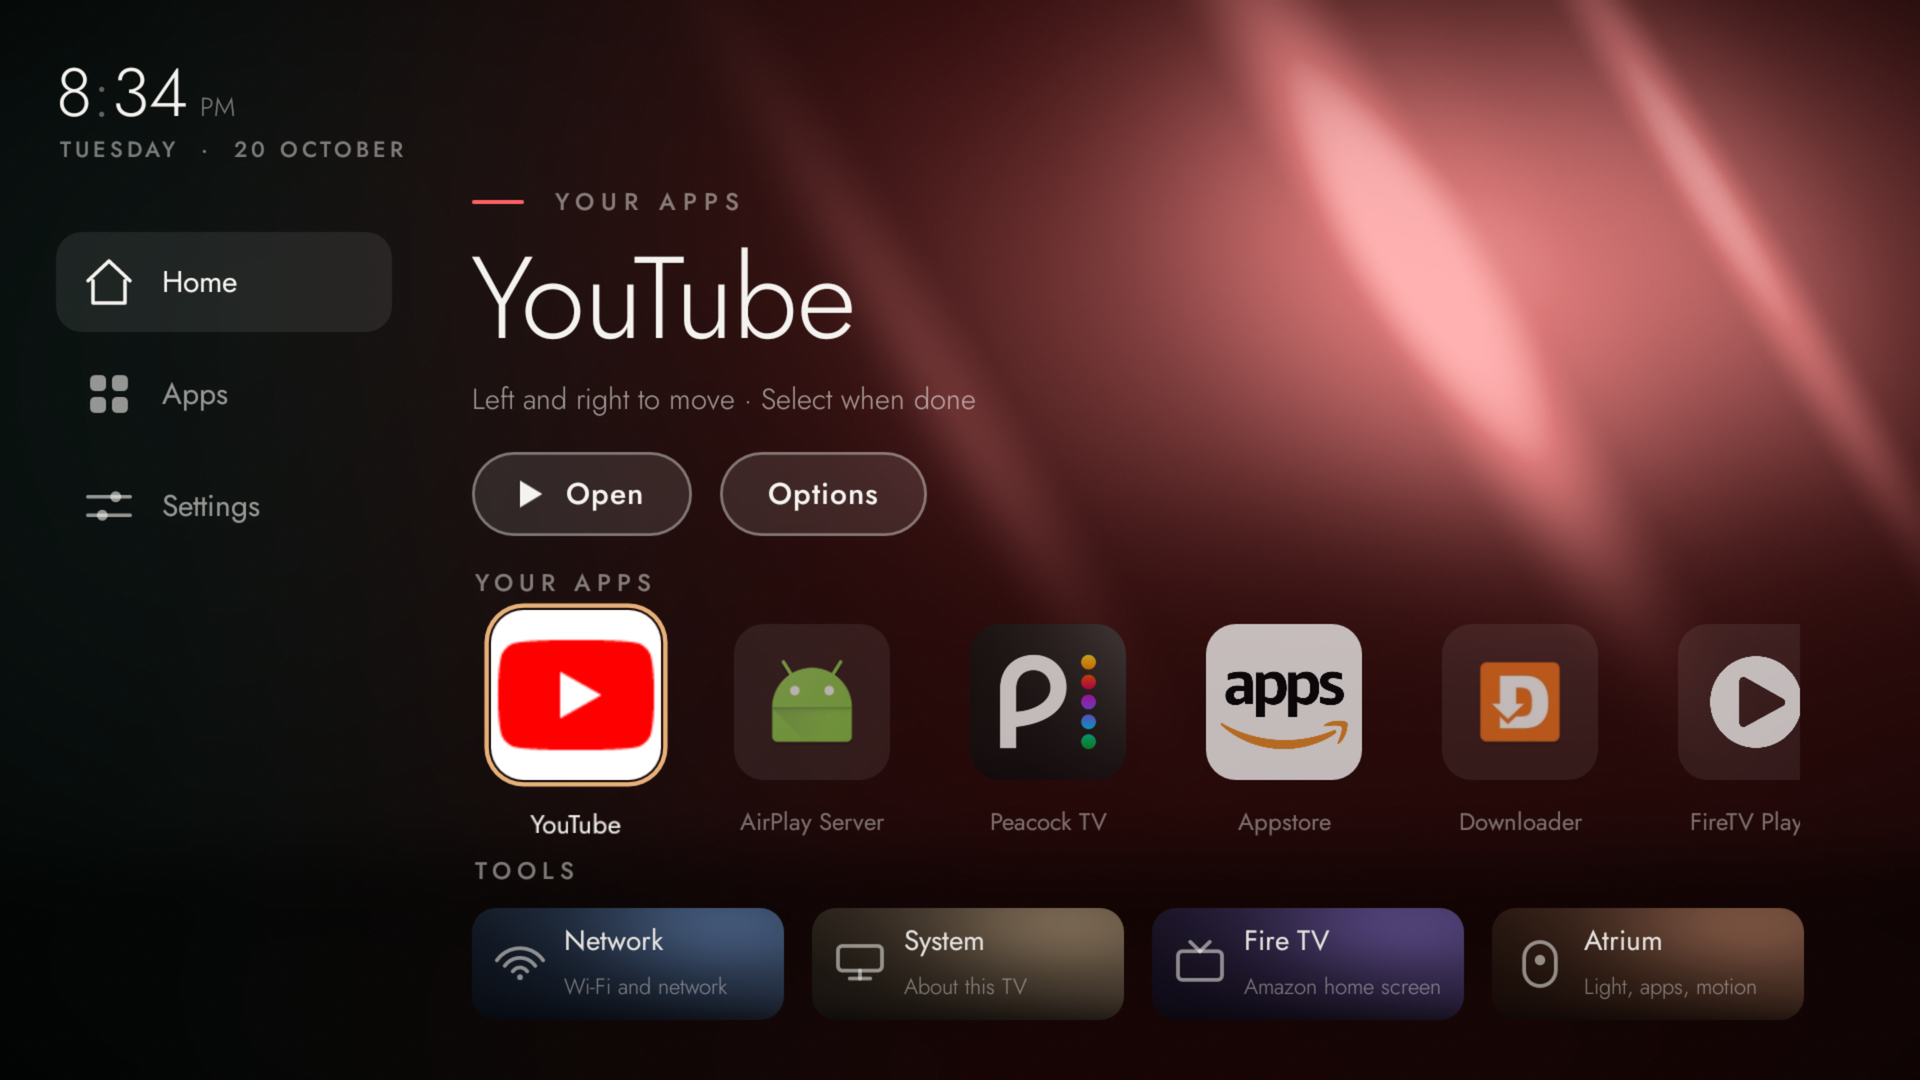 8:34 PM
TUESDAY · 20 OCTOBER
Home
Apps
Settings
YOUR APPS
YouTube
Left and right to move · Select when done
Open
Options
YOUR APPS
apps
YouTube
AirPlay Server
Peacock TV
Appstore
Downloader
FireTV Play
TOOLS
Network
Wi-Fi and network
System
About this TV
Fire TV
Amazon home screen
Atrium
Light, apps, motion